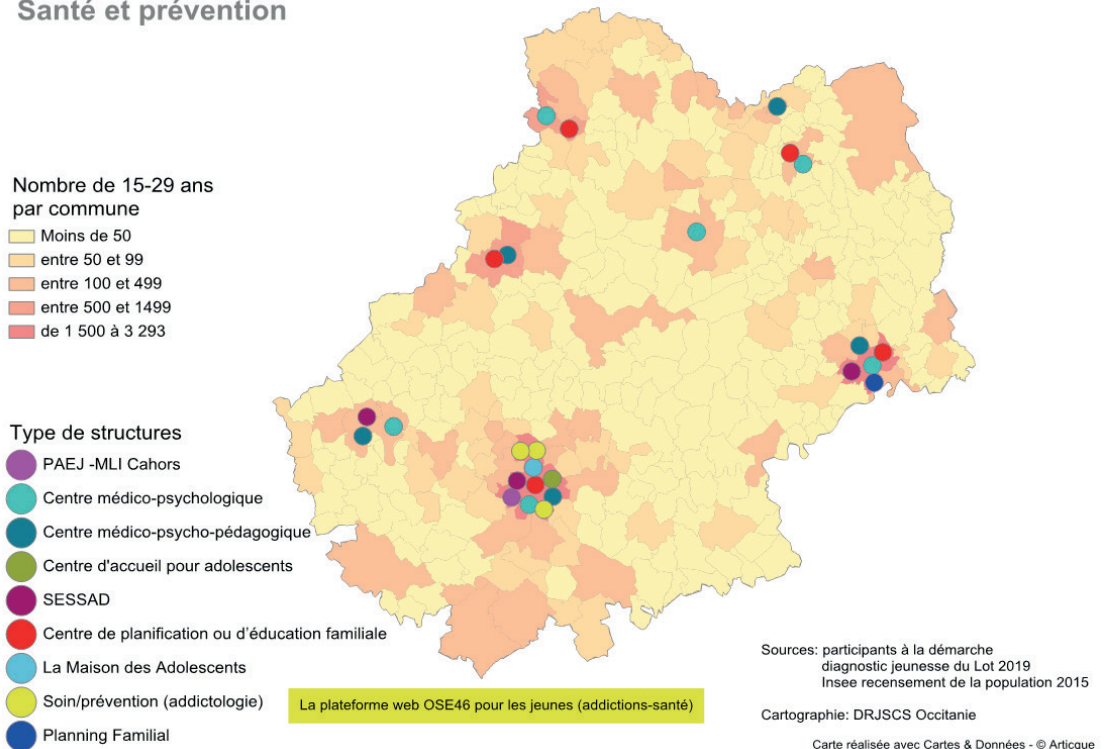 Santé et prévention
Nombre de 15-29 ans
par commune
Moins de 50
entre 50 et 99
entre 100 et 499
entre 500 et 1499
de 1 500 à 3 293
Type de structures
PAEJ -MLI Cahors
Centre médico-psychologique
Centre médico-psycho-pédagogique
Centre d'accueil pour adolescents
SESSAD
Centre de planification ou d'éducation familiale
La Maison des Adolescents
Soin/prévention (addictologie)
Planning Familial
La plateforme web OSE46 pour les jeunes (addictions-santé)
Sources: participants à la démarche
diagnostic jeunesse du Lot 2019
Insee recensement de la population 2015
Cartographie: DRJSCS Occitanie
Carte réalisée avec Cartes & Données - © Articque